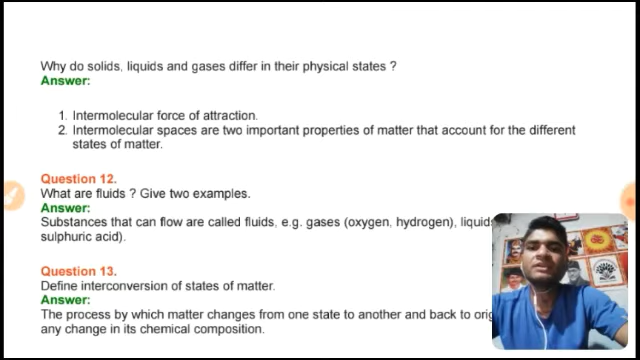 Why do solids, liquids and gases differ in their physical states ?
Answer:
1. Intermolecular force of attraction.
2. Intermolecular spaces are two important properties of matter that account for the different
states of matter.
Question 12.
What are fluids ? Give two examples.
Answer:
Substances that can flow are called fluids, e.g. gases (oxygen, hydrogen), liquids
sulphuric acid).
Question 13.
Define interconversion of states of matter.
Answer:
The process by which matter changes from one state to another and back to
any change in its chemical composition.